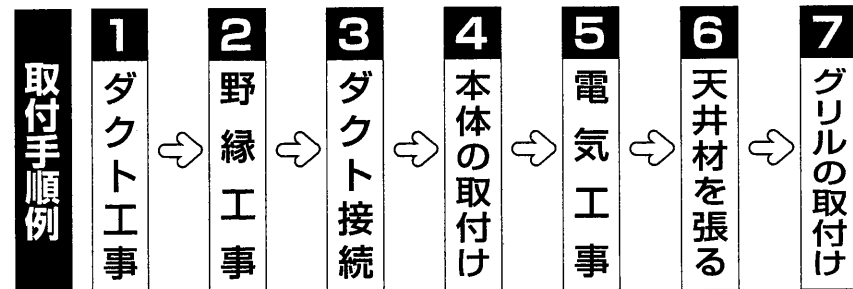 取付手順例
1
ダクト工事
2
野縁工事
3
ダクト接続
4
本体の取付け
5
電気工事
6
天井材を張る
7
グリルの取付け